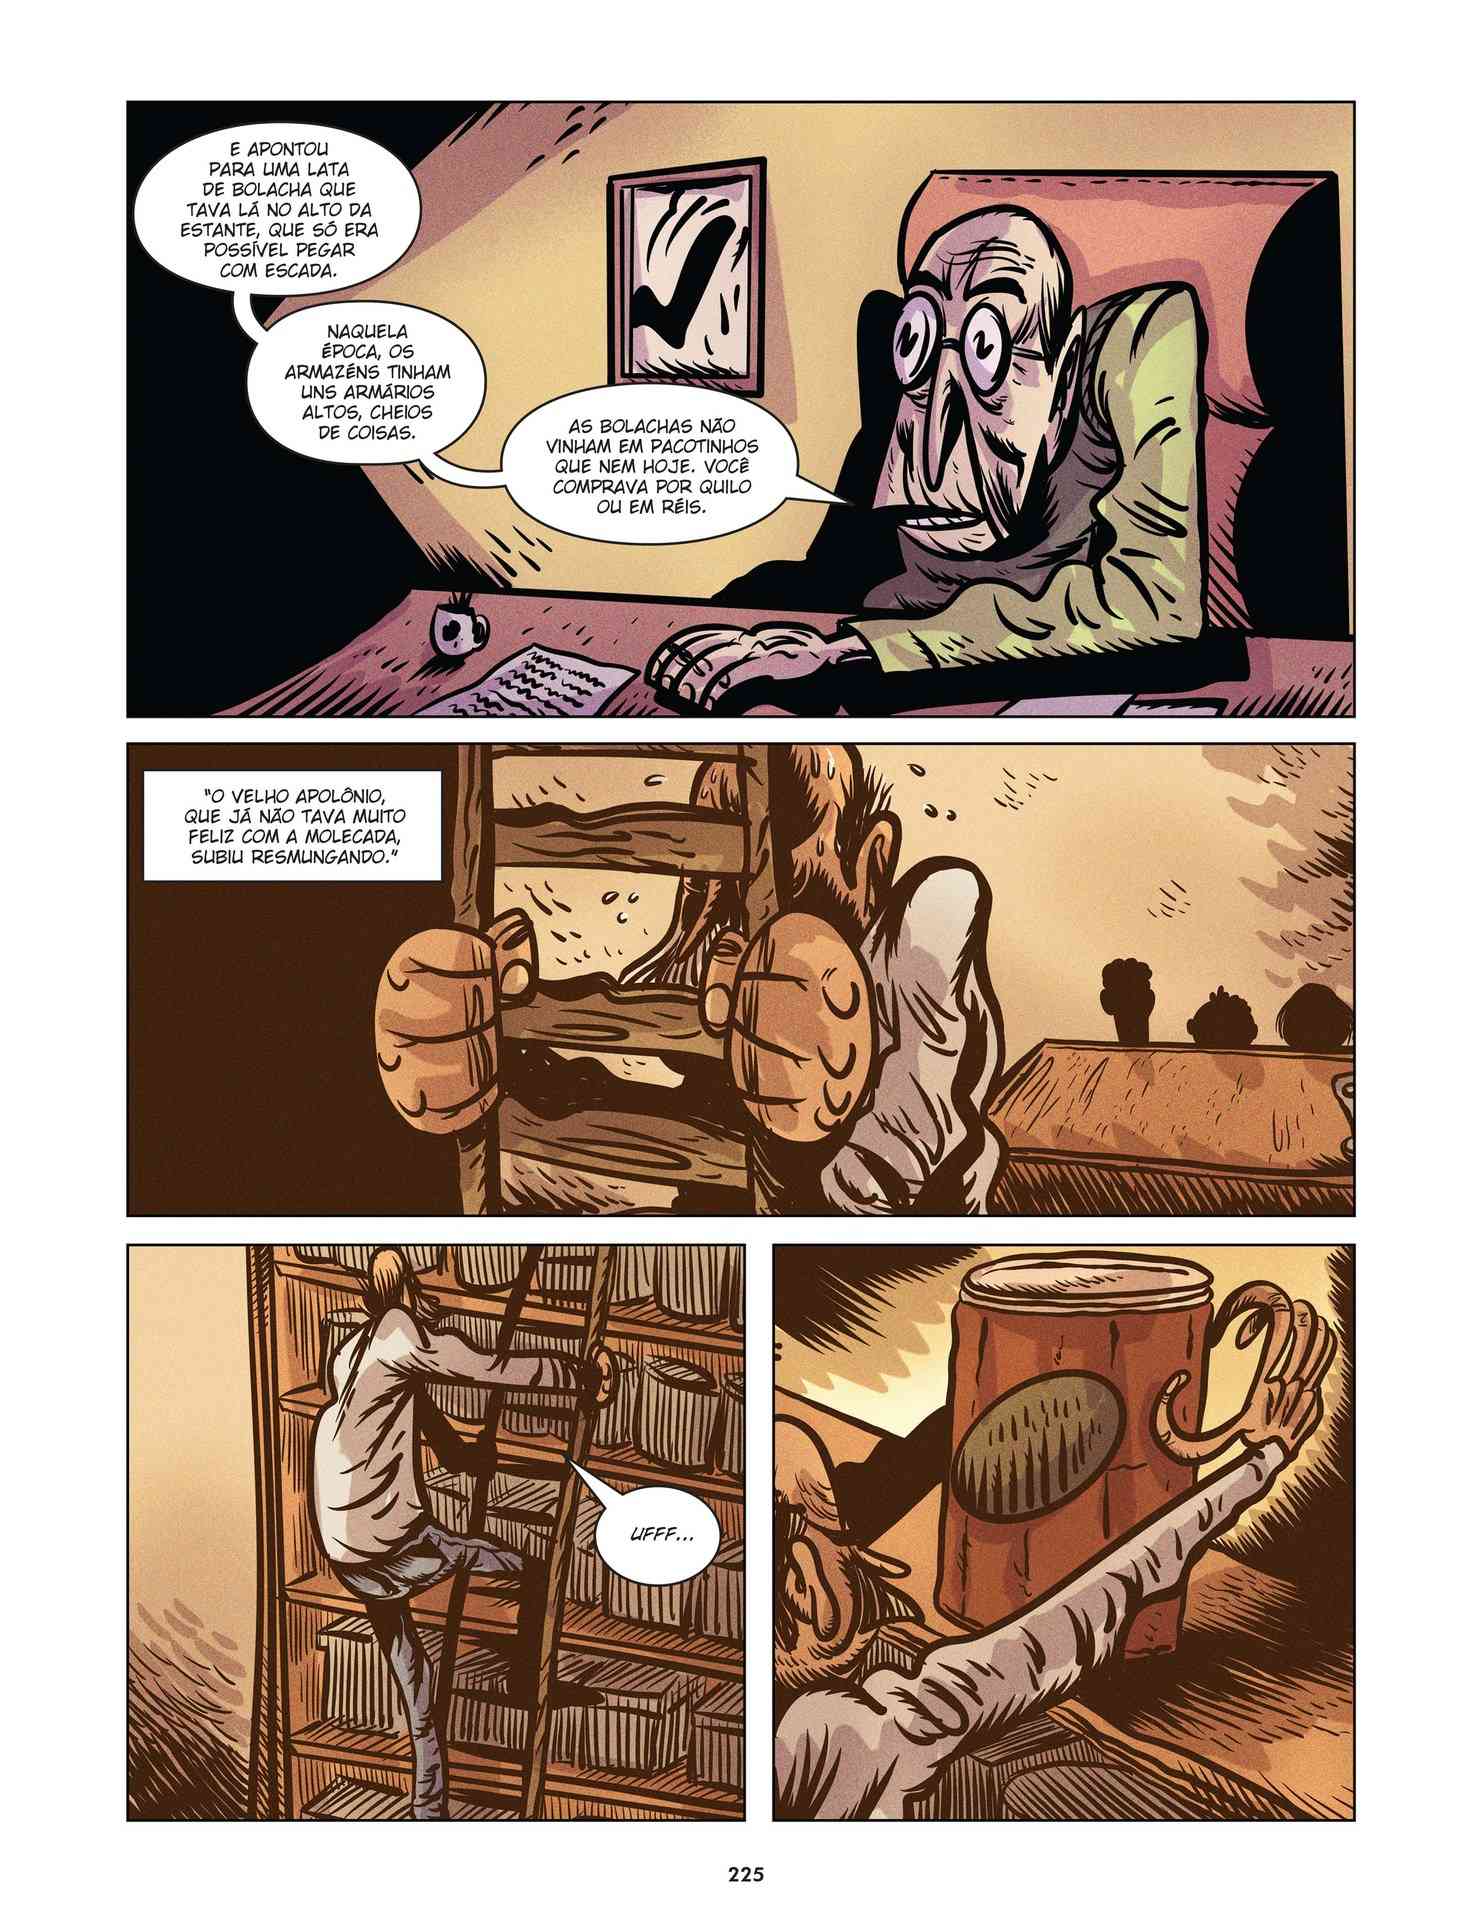 E APONTOU
PARA UMA LATA
DE BOLACHA QUE
TAVA LÁ NO ALTO DA
ESTANTE, QUE SÓ ERA
POSSÍVEL PEGAR
COM ESCADA.
NAQUELA
ÉPOCA, OS
ARMAZÉNS TINHAM
UNS ARMÁRIOS
ALTOS, CHEIOS
DE COISAS.
AS BOLACHAS NÃO
VINHAM EM PACOTINHOS
QUE NEM HOJE. VOCÊ
COMPRAVA POR QUILO
OU EM RÉIS.
"O VELHO APOLÔNIO,
QUE JÁ NÃO TAVA MUITO
FELIZ COM A MOLECADA,
SUBIU RESMUNGANDO."
UFFF...
225